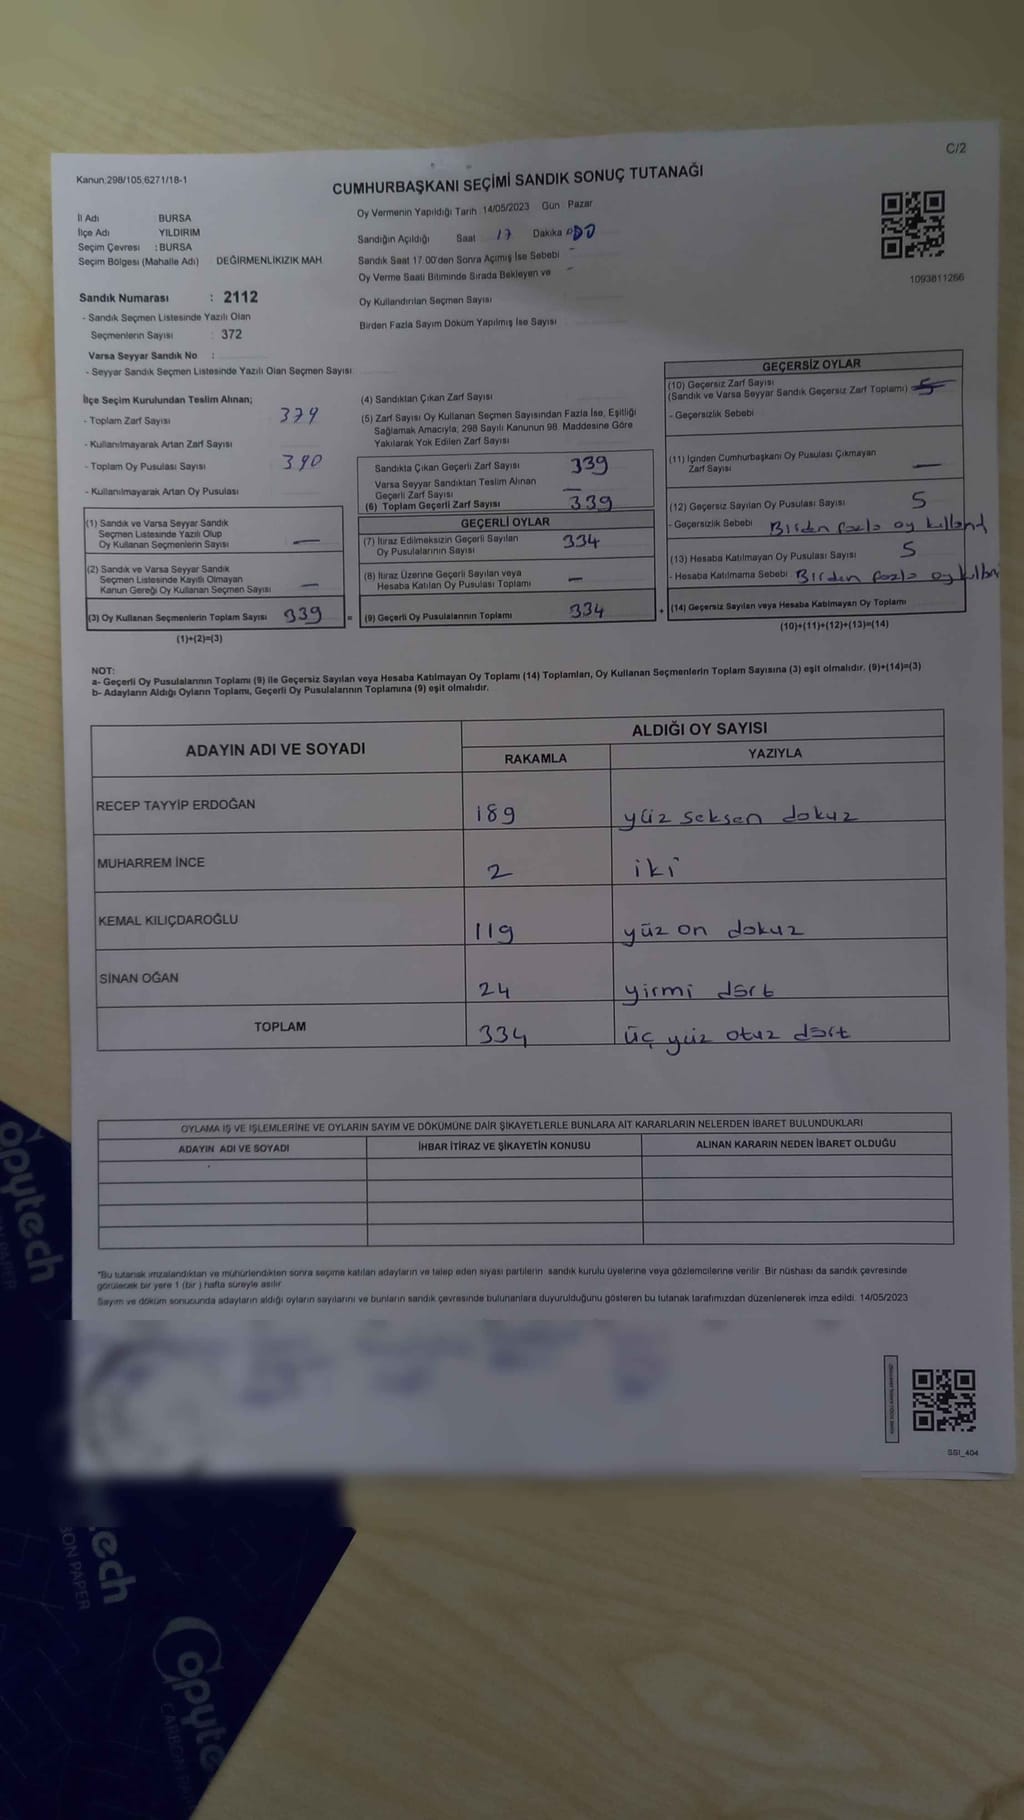 C/2
Kanun:298/105,6271/18-1
CUMHURBAŞKANI SEÇİMİ SANDIK SONUÇ TUTANAĞI
İl Adı BURSA
İlçe Adı YILDIRIM
Seçim Çevresi : BURSA
Seçim Bölgesi (Mahalle Adı) DEĞİRMENLİKIZIK MAH
Sandık Numarası : 2112
- Sandık Seçmen Listesinde Yazılı Olan
Seçmenlerin Sayısı : 372
Varsa Seyyar Sandık No :
- Seyyar Sandık Seçmen Listesinde Yazılı Olan Seçmen Sayısı
Oy Vermenin Yapıldığı Tarih 14/05/2023 Gün Pazar
Sandığın Açıldığı Saat 17 Dakika
Sandık Saat 17.00'den Sonra Açımış İse Sebebi -
Oy Verme Saati Bitiminde Sırada Bekleyen ve -
Oy Kullandırılan Seçmen Sayısı
Birden Fazla Sayım Döküm Yapılmış İse Sayısı
1093811266
İlçe Seçim Kurulundan Teslim Alınan;
- Toplam Zarf Sayısı 379
- Kullanılmayarak Artan Zarf Sayısı
- Toplam Oy Pusulası Sayısı 390
- Kullanılmayarak Artan Oy Pusulası
(1) Sandık ve Varsa Seyyar Sandık
Seçmen Listesinde Yazılı Olup
Oy Kullanan Seçmenlerin Sayısı —
(2) Sandık ve Varsa Seyyar Sandık
Seçmen Listesinde Kayıtlı Olmayan
Kanun Gereği Oy Kullanan Seçmen Sayısı —
(3) Oy Kullanan Seçmenlerin Toplam Sayısı 339 =
(1)+(2)=(3)
(4) Sandıktan Çıkan Zarf Sayısı
(5) Zarf Sayısı Oy Kullanan Seçmen Sayısından Fazla İse, Eşitliği
Sağlamak Amacıyla; 298 Sayılı Kanunun 98. Maddesine Göre
Yakılarak Yok Edilen Zarf Sayısı
Sandıkta Çıkan Geçerli Zarf Sayısı 339
Varsa Seyyar Sandıktan Teslim Alınan
Geçerli Zarf Sayısı —
(6) Toplam Geçerli Zarf Sayısı 339
GEÇERLİ OYLAR
(7) İtiraz Edilmeksizin Geçerli Sayılan
Oy Pusulalarının Sayısı 334
(8) İtiraz Üzerine Geçerli Sayılan veya
Hesaba Katılan Oy Pusulası Toplamı —
(9) Geçerli Oy Pusulalarının Toplamı 334 +
GEÇERSİZ OYLAR
(10) Geçersiz Zarf Sayısı
(Sandık ve Varsa Seyyar Sandık Geçersiz Zarf Toplamı)
- Geçersizlik Sebebi
(11) İçinden Cumhurbaşkanı Oy Pusulası Çıkmayan
Zarf Sayısı —
(12) Geçersiz Sayılan Oy Pusulası Sayısı 5
- Geçersizlik Sebebi Birden fazla oy kulland
(13) Hesaba Katılmayan Oy Pusulası Sayısı 5
- Hesaba Katılmama Sebebi Birden fazla oy
(14) Geçersiz Sayılan veya Hesaba Katılmayan Oy Toplamı
(10)+(11)+(12)+(13)=(14)
NOT:
a- Geçerli Oy Pusulalarının Toplamı (9) ile Geçersiz Sayılan veya Hesaba Katılmayan Oy Toplamı (14) Toplamları, Oy Kullanan Seçmenlerin Toplam Sayısına (3) eşit olmalıdır. (9)+(14)=(3)
b- Adayların Aldığı Oyların Toplamı, Geçerli Oy Pusulalarının Toplamına (9) eşit olmalıdır.
ADAYIN ADI VE SOYADI ALDIĞI OY SAYISI
RAKAMLA YAZIYLA
RECEP TAYYİP ERDOĞAN 189 yüz seksen dokuz
MUHARREM İNCE 2 iki
KEMAL KILIÇDAROĞLU 119 yüz on dokuz
SİNAN OĞAN 24 yirmi dört
TOPLAM 334 üç yüz otuz dört
OYLAMA İŞ VE İŞLEMLERİNE VE OYLARIN SAYIM VE DÖKÜMÜNE DAİR ŞİKAYETLERLE BUNLARA AİT KARARLARIN NELERDEN İBARET BULUNDUKLARI
ADAYIN ADI VE SOYADI İHBAR İTİRAZ VE ŞİKAYETİN KONUSU ALINAN KARARIN NEDEN İBARET OLDUĞU
*Bu tutanak imzalandıktan ve mühürlendikten sonra seçime katılan adayların ve talep eden siyasi partilerin sandık kurulu üyelerine veya gözlemcilerine verilir. Bir nüshası da sandık çevresinde
görülecek bir yere 1 (bir ) hafta süreyle asılır.
Sayım ve döküm sonucunda adayların aldığı oyların sayılarını ve bunların sandık çevresinde bulunanlara duyurulduğunu gösteren bu tutanak tarafımızdan düzenlenerek imza edildi. 14/05/2023
SSI_404
opytech
ON PAPER
Copyte
CARBON PAPER